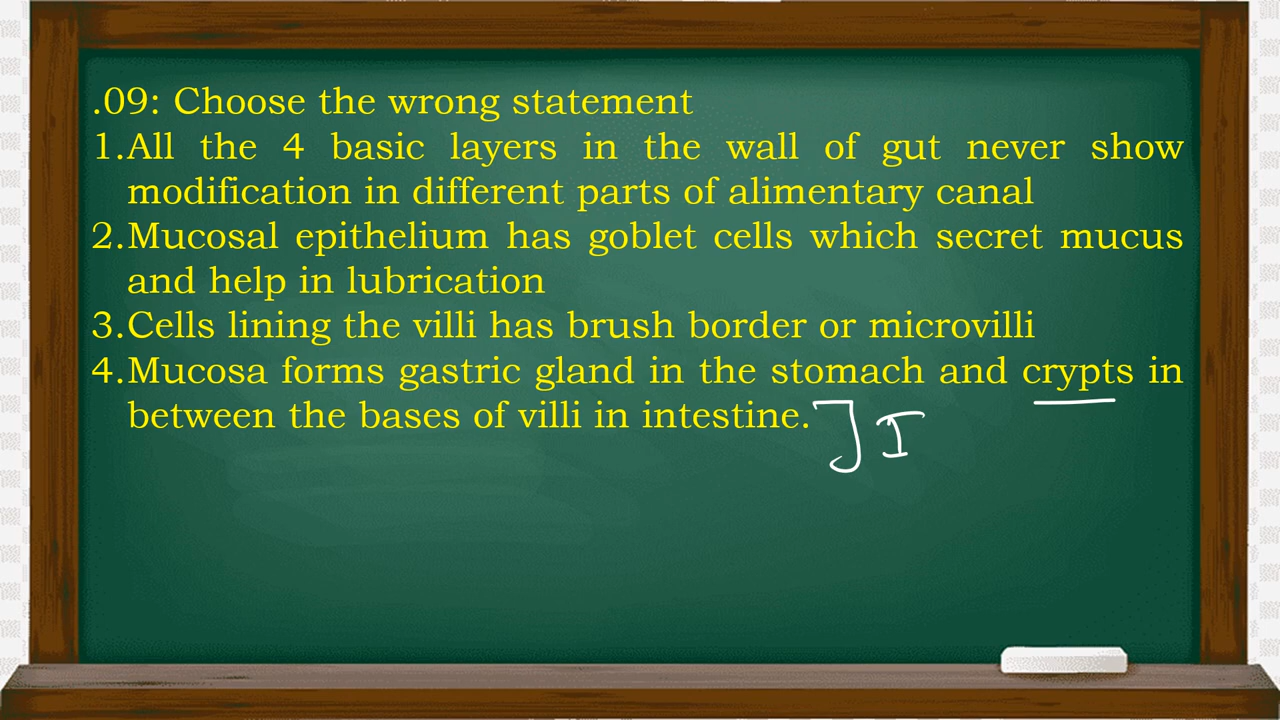 .09: Choose the wrong statement
1.All the 4 basic layers in the wall of gut never show
modification in different parts of alimentary canal
2.Mucosal epithelium has goblet cells which secret mucus
and help in lubrication
3.Cells lining the villi has brush border or microvilli
4.Mucosa forms gastric gland in the stomach and crypts in
between the bases of villi in intestine.
JI